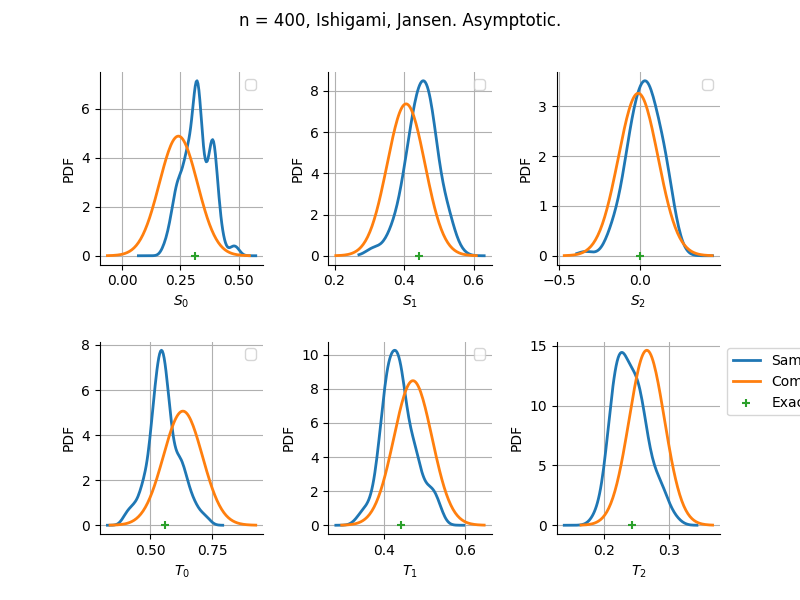 n = 400, Ishigami, Jansen. Asymptotic.
PDF
6
4
2
0
0.00
0.25
0.50
S₀
PDF
8
6
4
2
0
0.2
0.4
0.6
S₁
PDF
3
2
1
0
−0.5
0.0
S₂
PDF
8
6
4
2
0
0.50
0.75
T₀
PDF
10
8
6
4
2
0
0.4
0.6
T₁
PDF
15
10
5
0
0.2
0.3
T₂
Sam
Com
Exac